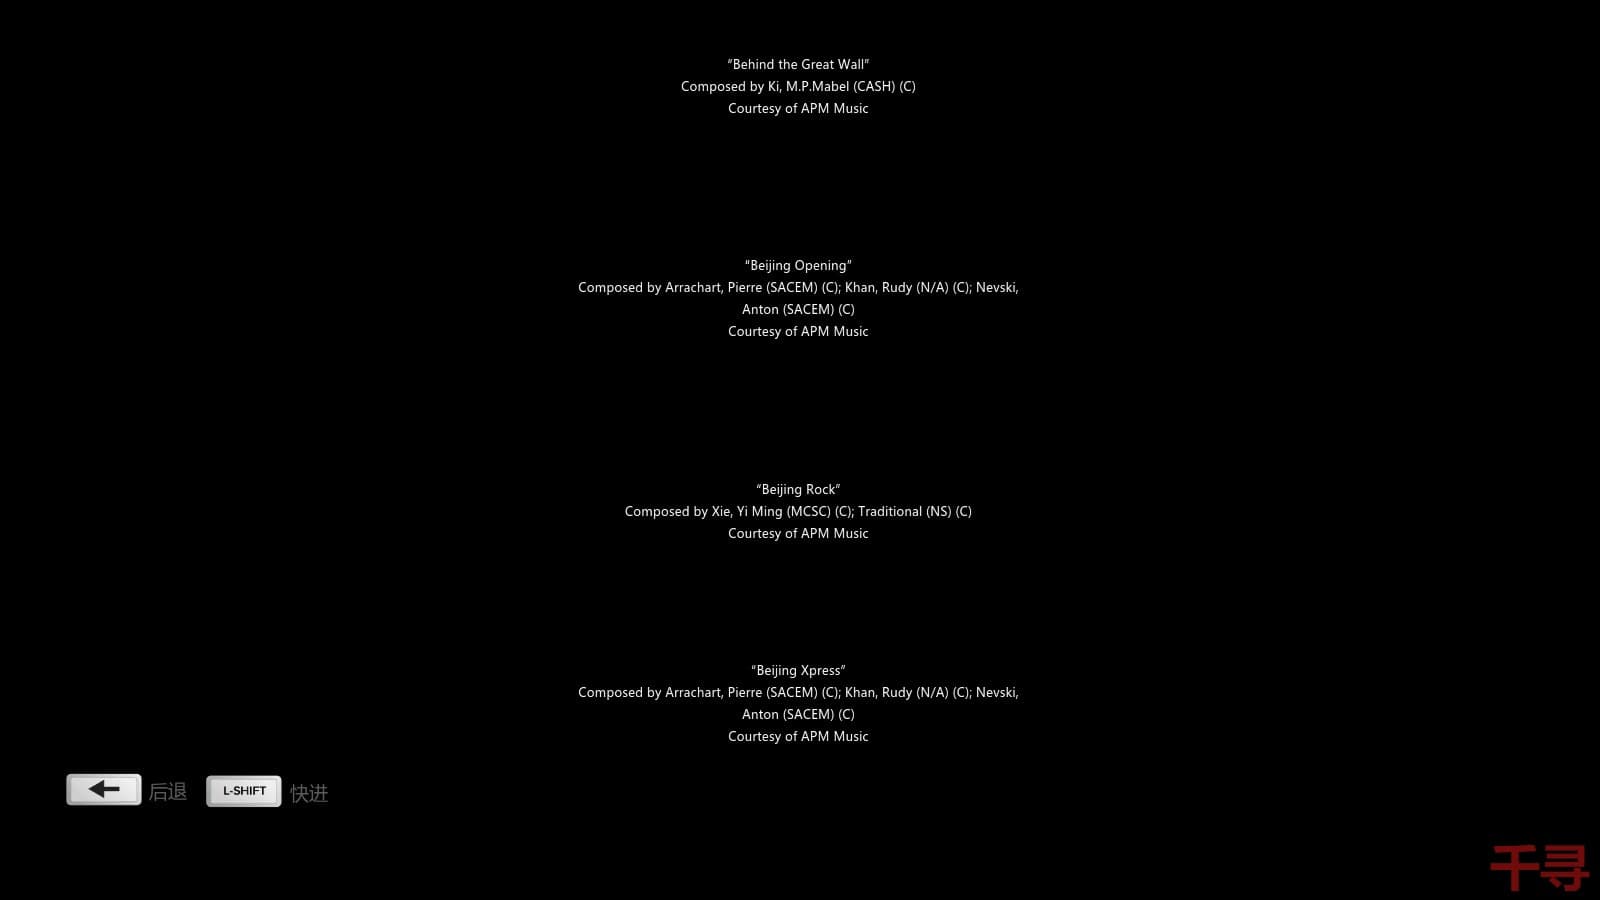 “Behind the Great Wall”
Composed by Ki, M.P.Mabel (CASH) (C)
Courtesy of APM Music
“Beijing Opening”
Composed by Arrachart, Pierre (SACEM) (C); Khan, Rudy (N/A) (C); Nevski,
Anton (SACEM) (C)
Courtesy of APM Music
“Beijing Rock”
Composed by Xie, Yi Ming (MCSC) (C); Traditional (NS) (C)
Courtesy of APM Music
“Beijing Xpress”
Composed by Arrachart, Pierre (SACEM) (C); Khan, Rudy (N/A) (C); Nevski,
Anton (SACEM) (C)
Courtesy of APM Music
后退 L-SHIFT 快进
千寻